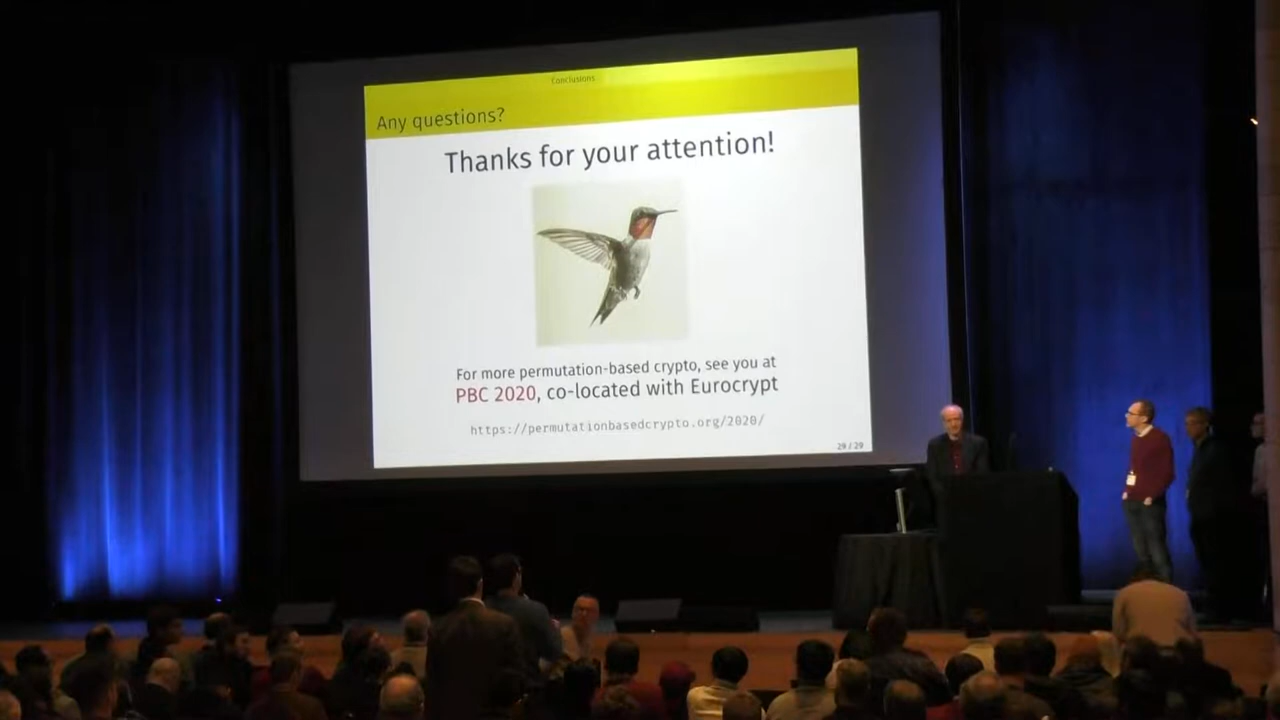 Conclusions
Any questions?
Thanks for your attention!
For more permutation-based crypto, see you at
PBC 2020, co-located with Eurocrypt
https://permutationbasedcrypto.org/2020/
29 / 29